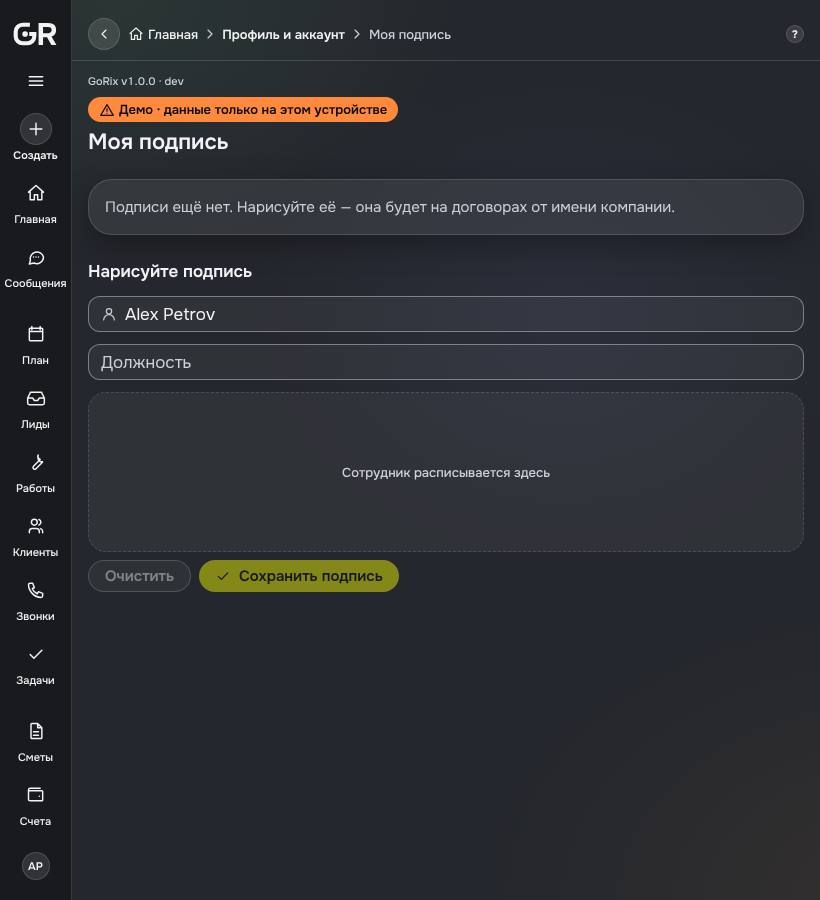 GR
Главная
Профиль и аккаунт
Моя подпись
?
GoRix v1.0.0 · dev
Демо · данные только на этом устройстве
Моя подпись
Подписи ещё нет. Нарисуйте её — она будет на договорах от имени компании.
Нарисуйте подпись
Alex Petrov
Должность
Сотрудник расписывается здесь
Очистить
Сохранить подпись
Создать
Главная
Сообщения
План
Лиды
Работы
Клиенты
Звонки
Задачи
Сметы
Счета
AP